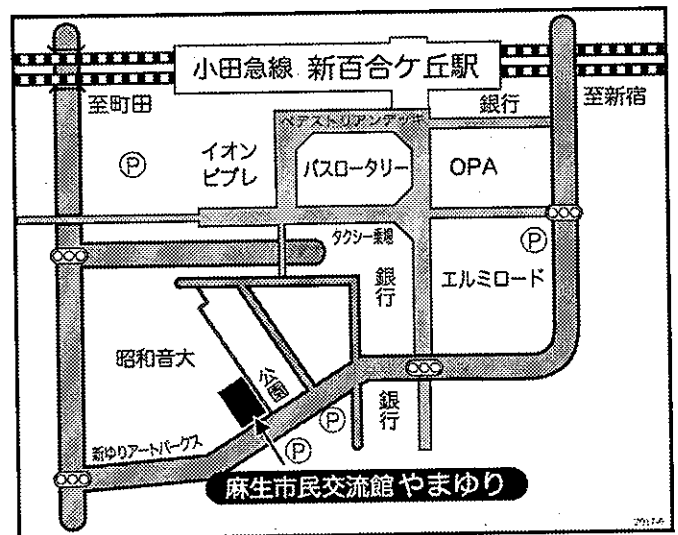 小田急線 新百合ケ丘駅
至町田
銀行
至新宿
ペデストリアンデッキ
Ⓟ
イオン
ビブレ
バスロータリー
OPA
タクシー乗場
Ⓟ
銀行
エルミロード
昭和音大
公園
Ⓟ
銀行
新ゆりアートパークス
Ⓟ
麻生市民交流館やまゆり